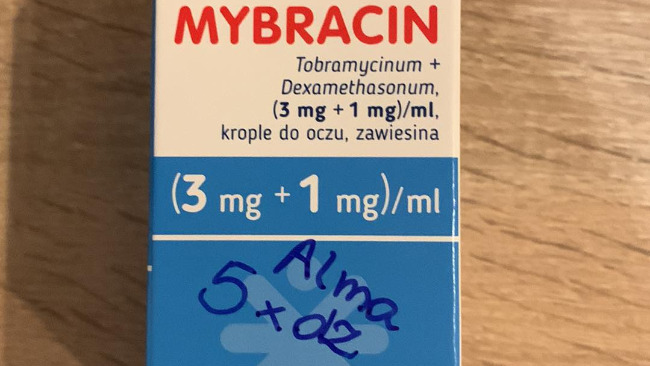 MYBRACIN
Tobramycinum +
Dexamethasonum,
(3 mg + 1 mg)/ml,
krople do oczu, zawiesina
(3 mg + 1 mg)/ml
Alma
5 x dz